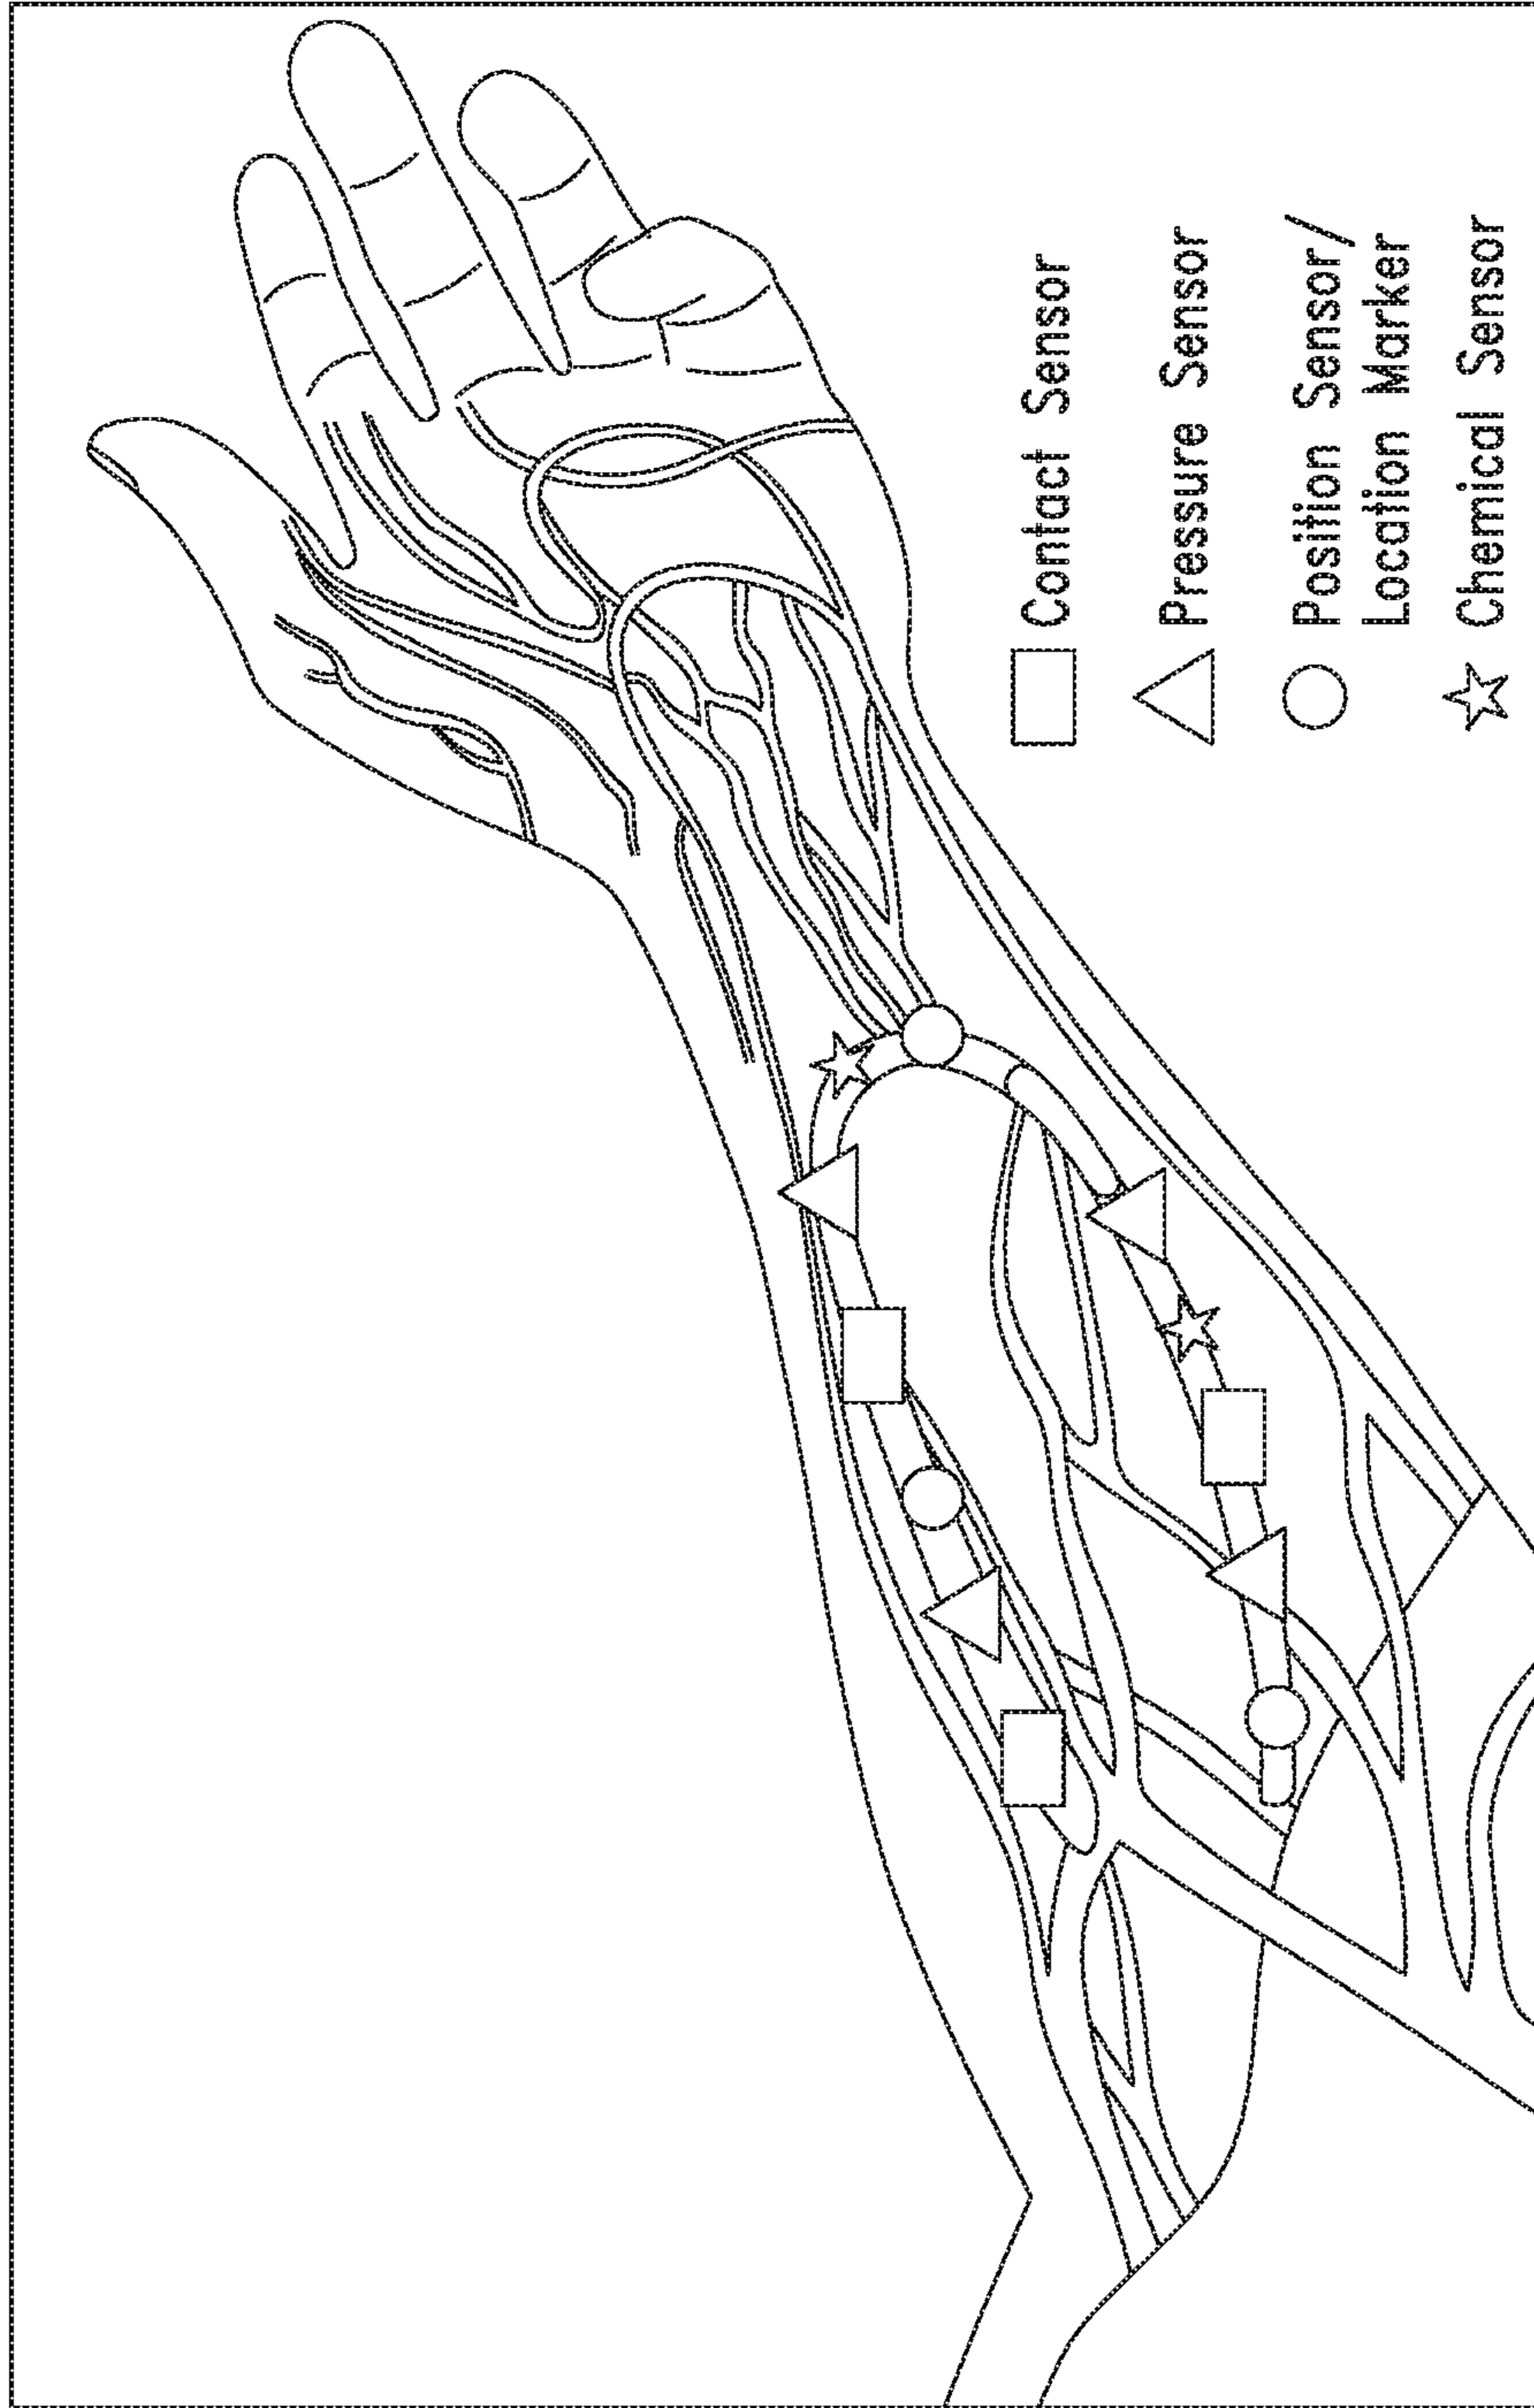 Contact Sensor
Pressure Sensor
Position Sensor/
Location Marker
Chemical Sensor